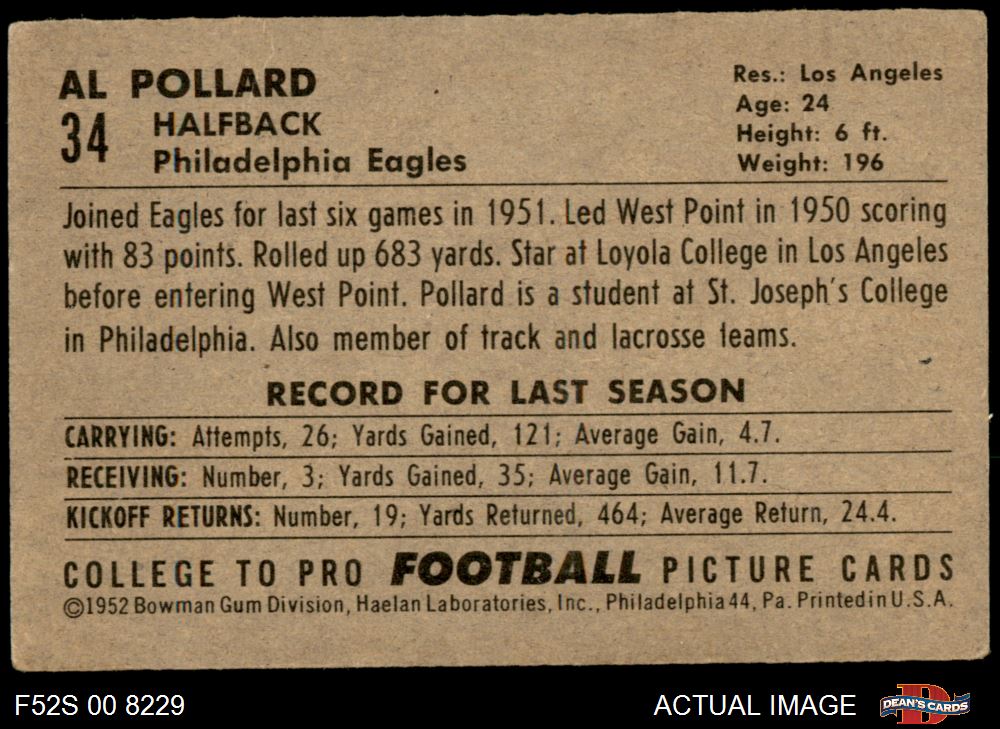 AL POLLARD
34
HALFBACK
Philadelphia Eagles
Res.: Los Angeles
Age: 24
Height: 6 ft.
Weight: 196
Joined Eagles for last six games in 1951. Led West Point in 1950 scoring
with 83 points. Rolled up 683 yards. Star at Loyola College in Los Angeles
before entering West Point. Pollard is a student at St. Joseph's College
in Philadelphia. Also member of track and lacrosse teams.
RECORD FOR LAST SEASON
CARRYING: Attempts, 26; Yards Gained, 121; Average Gain, 4.7.
RECEIVING: Number, 3; Yards Gained, 35; Average Gain, 11.7.
KICKOFF RETURNS: Number, 19; Yards Returned, 464; Average Return, 24.4.
COLLEGE TO PRO FOOTBALL PICTURE CARDS
©1952 Bowman Gum Division, Haelan Laboratories, Inc., Philadelphia 44, Pa. Printed in U.S.A.
F52S 00 8229
ACTUAL IMAGE
D
DEAN'S CARDS